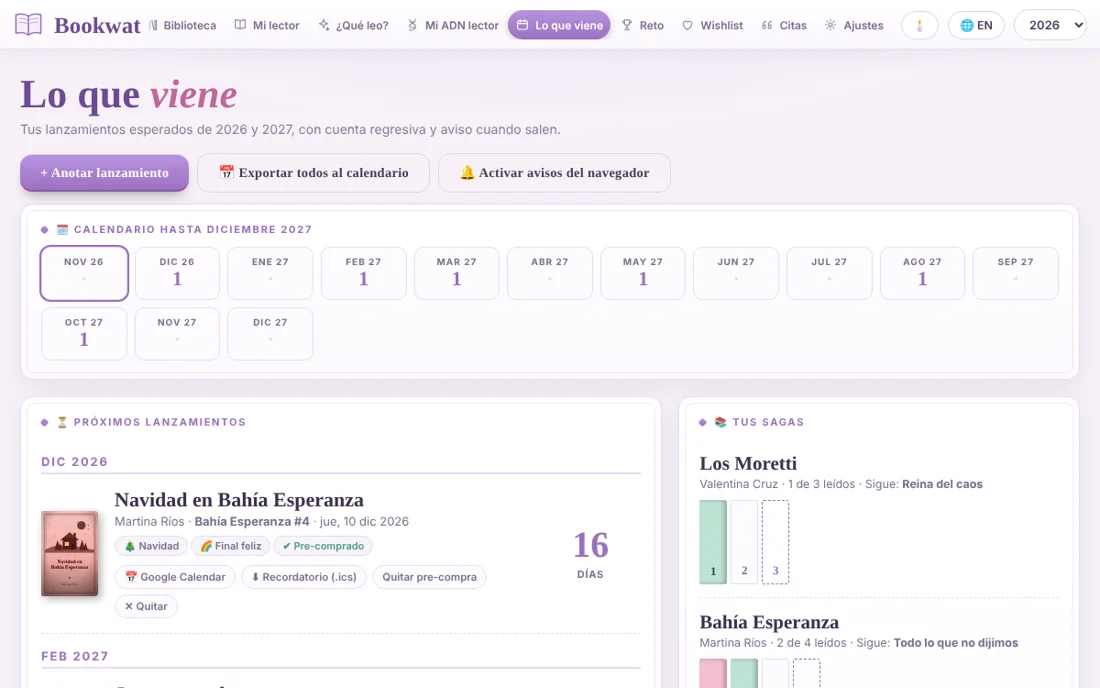 Bookwat
Biblioteca
Mi lector
¿Qué leo?
Mi ADN lector
Lo que viene
Reto
Wishlist
Citas
Ajustes
EN
2026
Lo que viene
Tus lanzamientos esperados de 2026 y 2027, con cuenta regresiva y aviso cuando salen.
+ Anotar lanzamiento
Exportar todos al calendario
Activar avisos del navegador
CALENDARIO HASTA DICIEMBRE 2027
NOV 26
-
DIC 26
1
ENE 27
-
FEB 27
1
MAR 27
1
ABR 27
-
MAY 27
1
JUN 27
-
JUL 27
-
AGO 27
1
SEP 27
-
OCT 27
1
NOV 27
-
DIC 27
-
PRÓXIMOS LANZAMIENTOS
DIC 2026
Navidad en
Bahía Esperanza
Navidad en Bahía Esperanza
Martina Ríos · Bahía Esperanza #4 · jue, 10 dic 2026
Navidad
Final feliz
✔ Pre-comprado
Google Calendar
⬇ Recordatorio (.ics)
Quitar pre-compra
✕ Quitar
16
DÍAS
FEB 2027
TUS SAGAS
Los Moretti
Valentina Cruz · 1 de 3 leídos · Sigue: Reina del caos
1
2
3
Bahía Esperanza
Martina Ríos · 2 de 4 leídos · Sigue: Todo lo que no dijimos